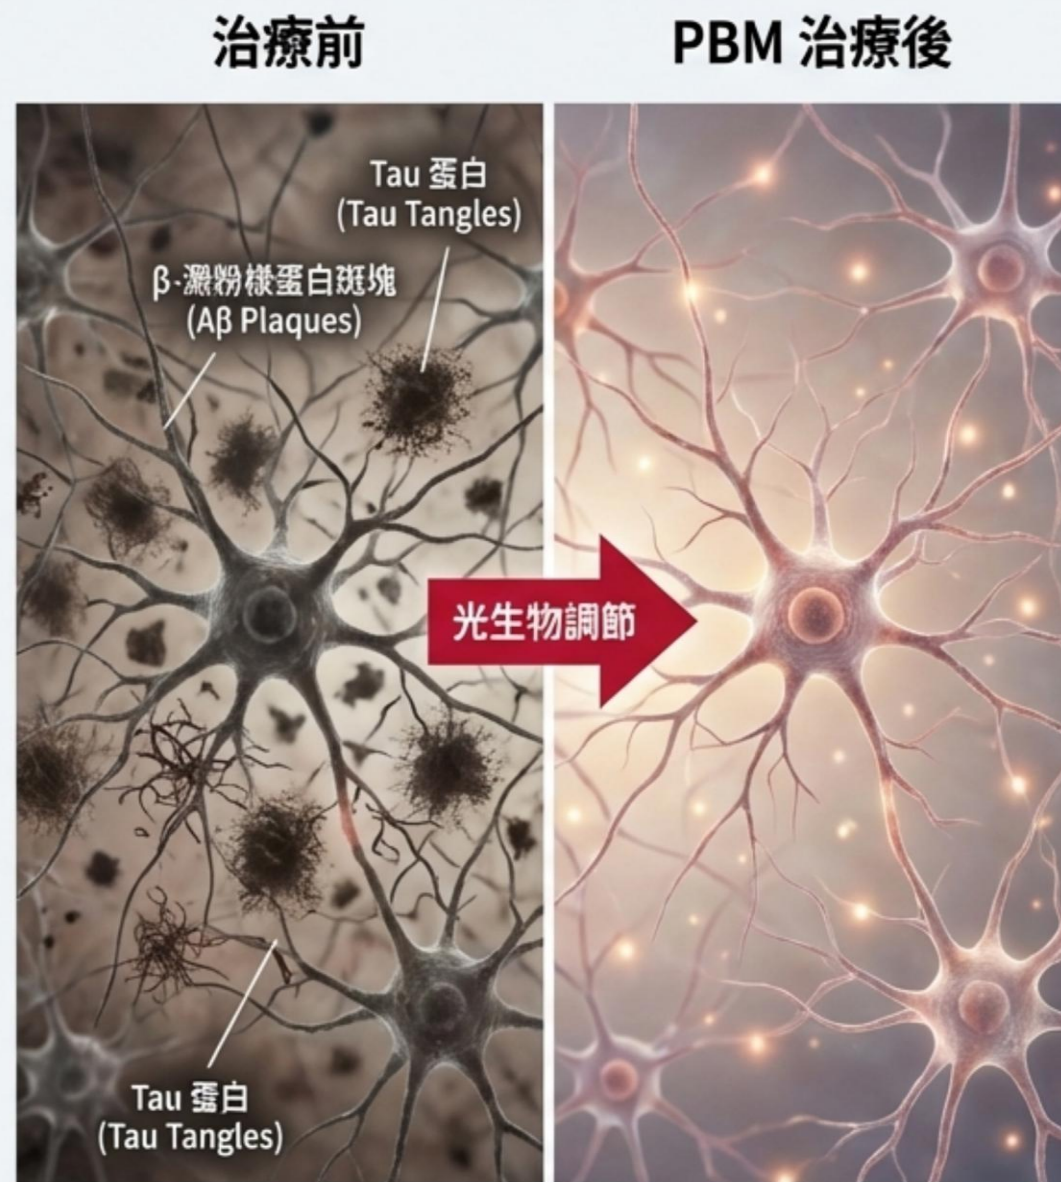 治療前
PBM 治療後
Tau 蛋白
(Tau Tangles)
β-澱粉樣蛋白斑塊
(Aβ Plaques)
光生物調節
Tau 蛋白
(Tau Tangles)